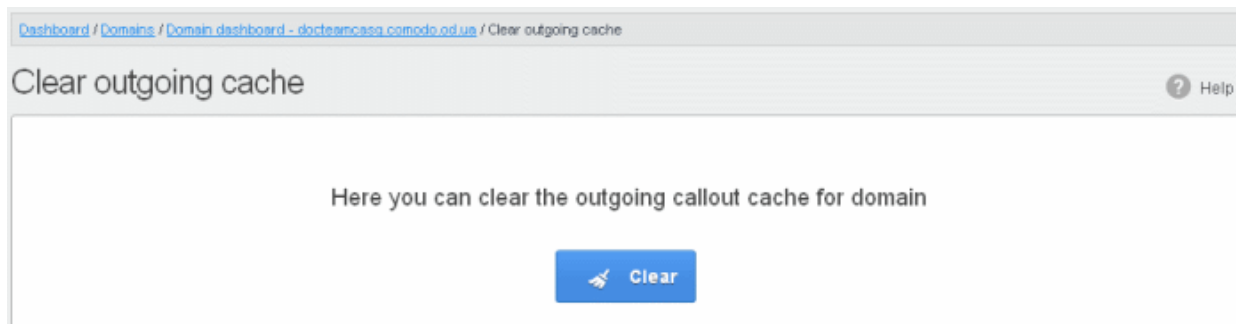 Dashboard / Domains / Domain dashboard - docteamcasg.comodo.od.ua / Clear outgoing cache
Clear outgoing cache
Help
Here you can clear the outgoing callout cache for domain
Clear